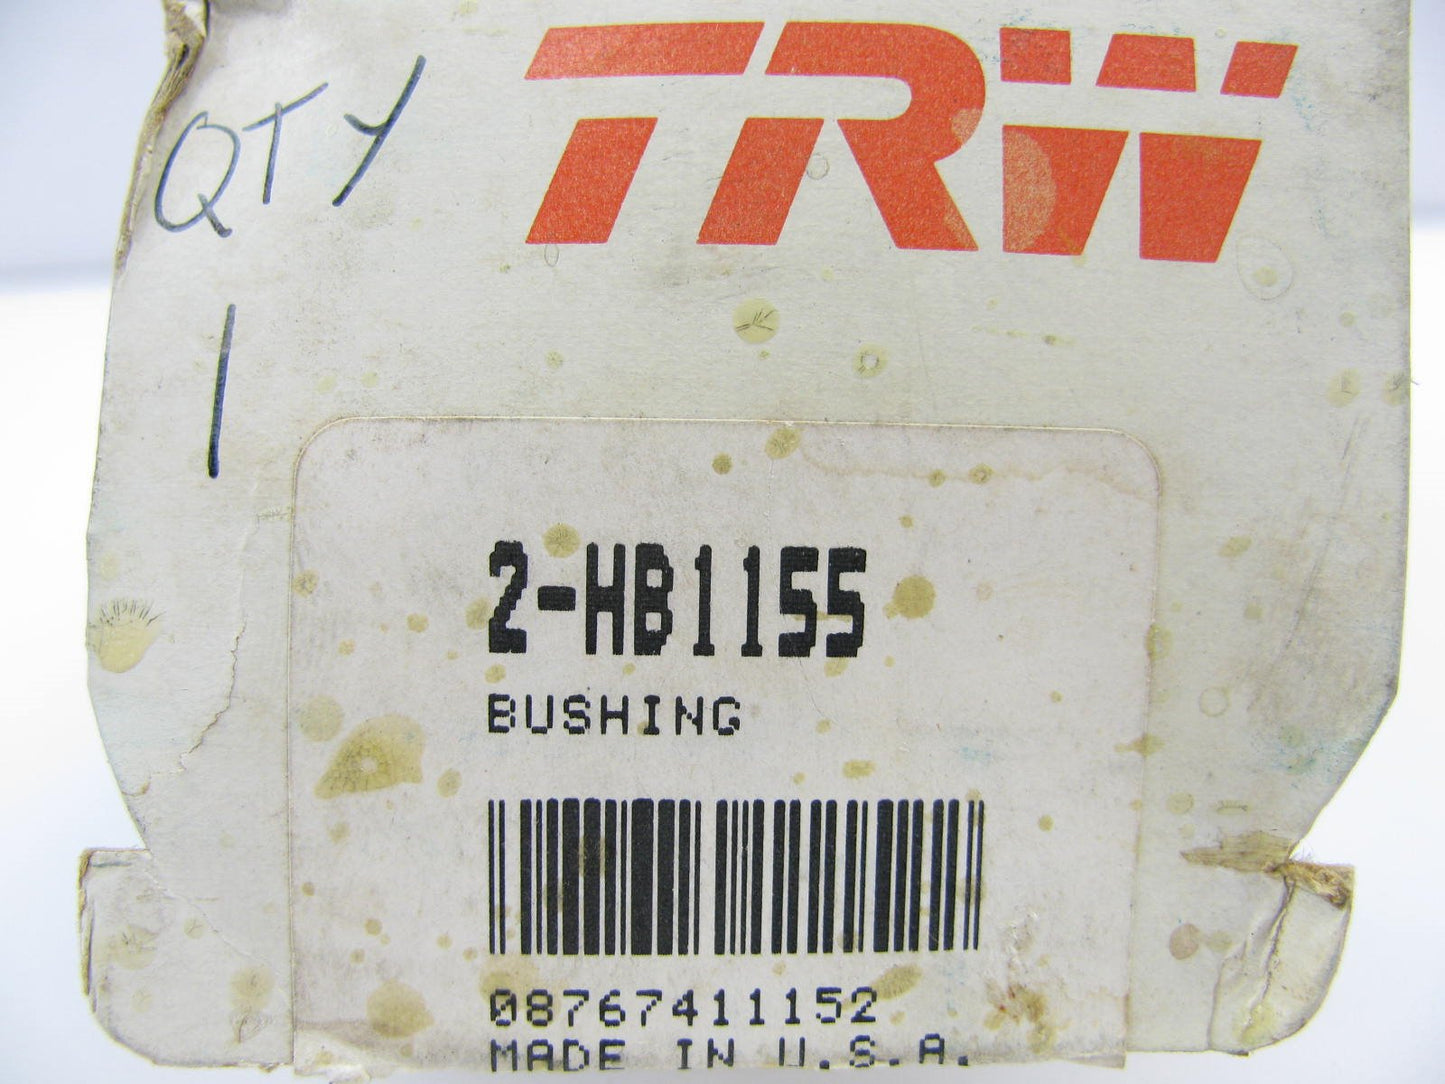 TRW
QTY
1
2-HB1155
BUSHING
08767411152
MADE IN U.S.A.